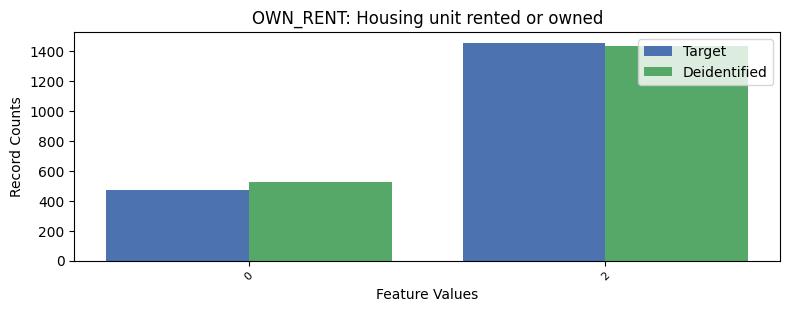 OWN_RENT: Housing unit rented or owned
Target
Deidentified
Record Counts
1400
1200
1000
800
600
400
200
0
0
2
Feature Values